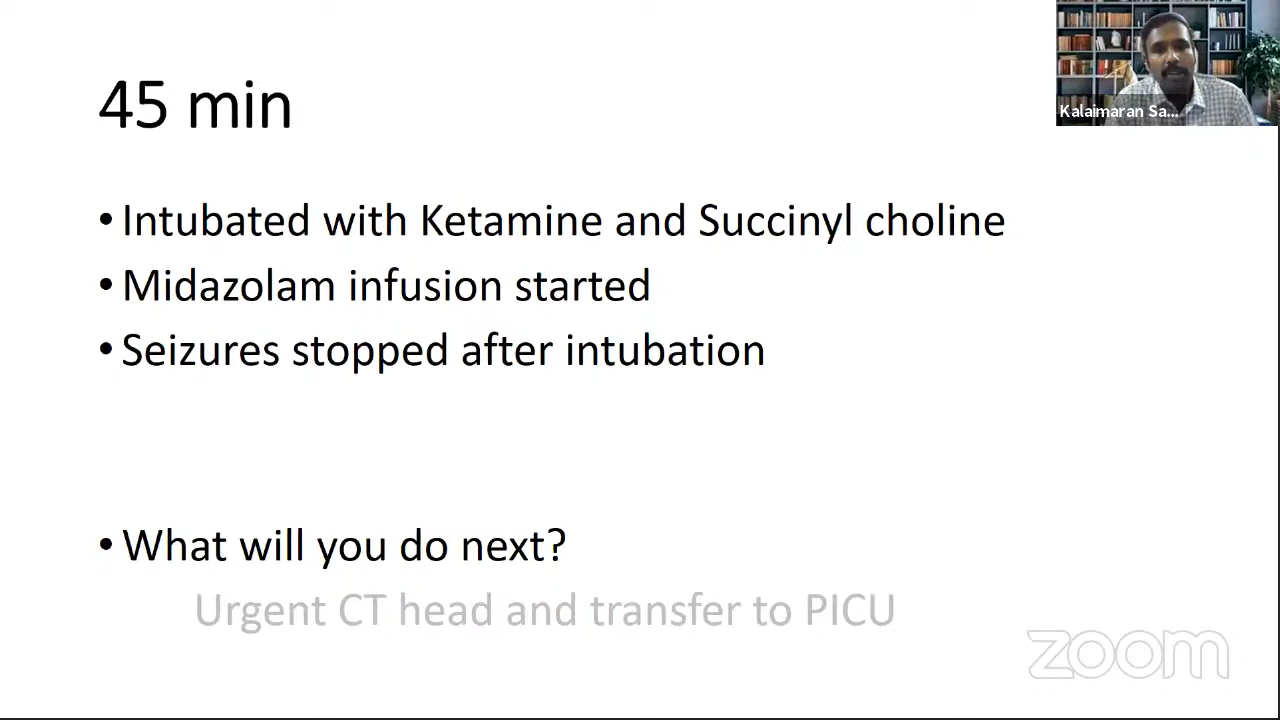 45 min
• Intubated with Ketamine and Succinyl choline
• Midazolam infusion started
• Seizures stopped after intubation
• What will you do next?
Urgent CT head and transfer to PICU
Kalaimaran Sa...
zoom